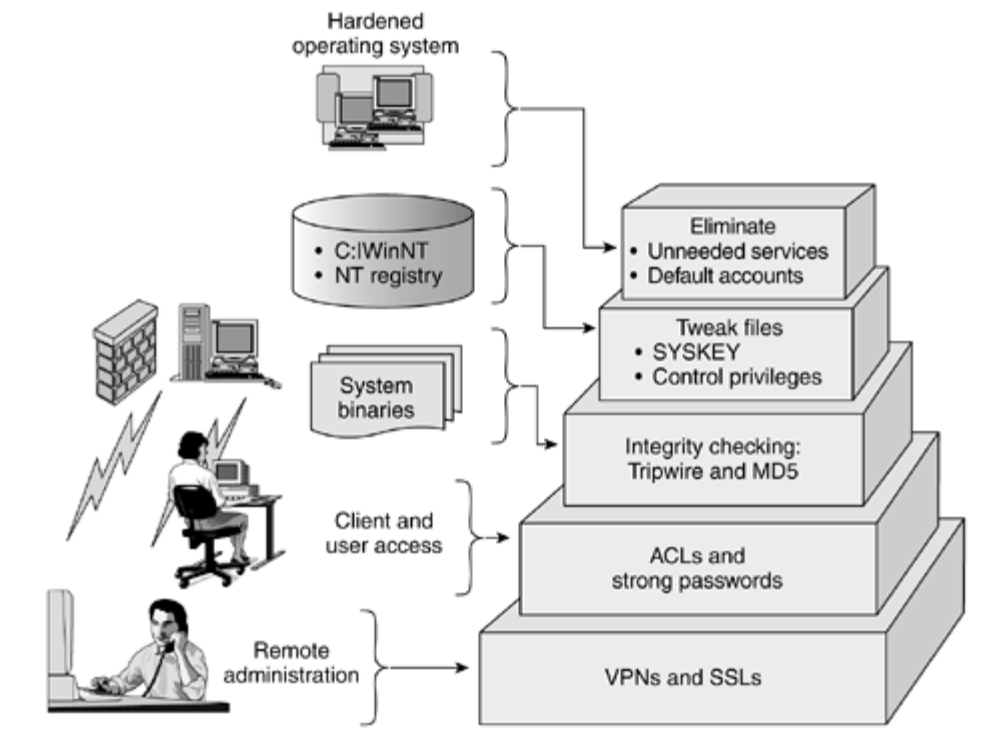 Hardened
operating system
• C:|WinNT
• NT registry
System
binaries
Client and
user access
Remote
administration
Eliminate
• Unneeded services
• Default accounts
Tweak files
• SYSKEY
• Control privileges
Integrity checking:
Tripwire and MD5
ACLs and
strong passwords
VPNs and SSLs